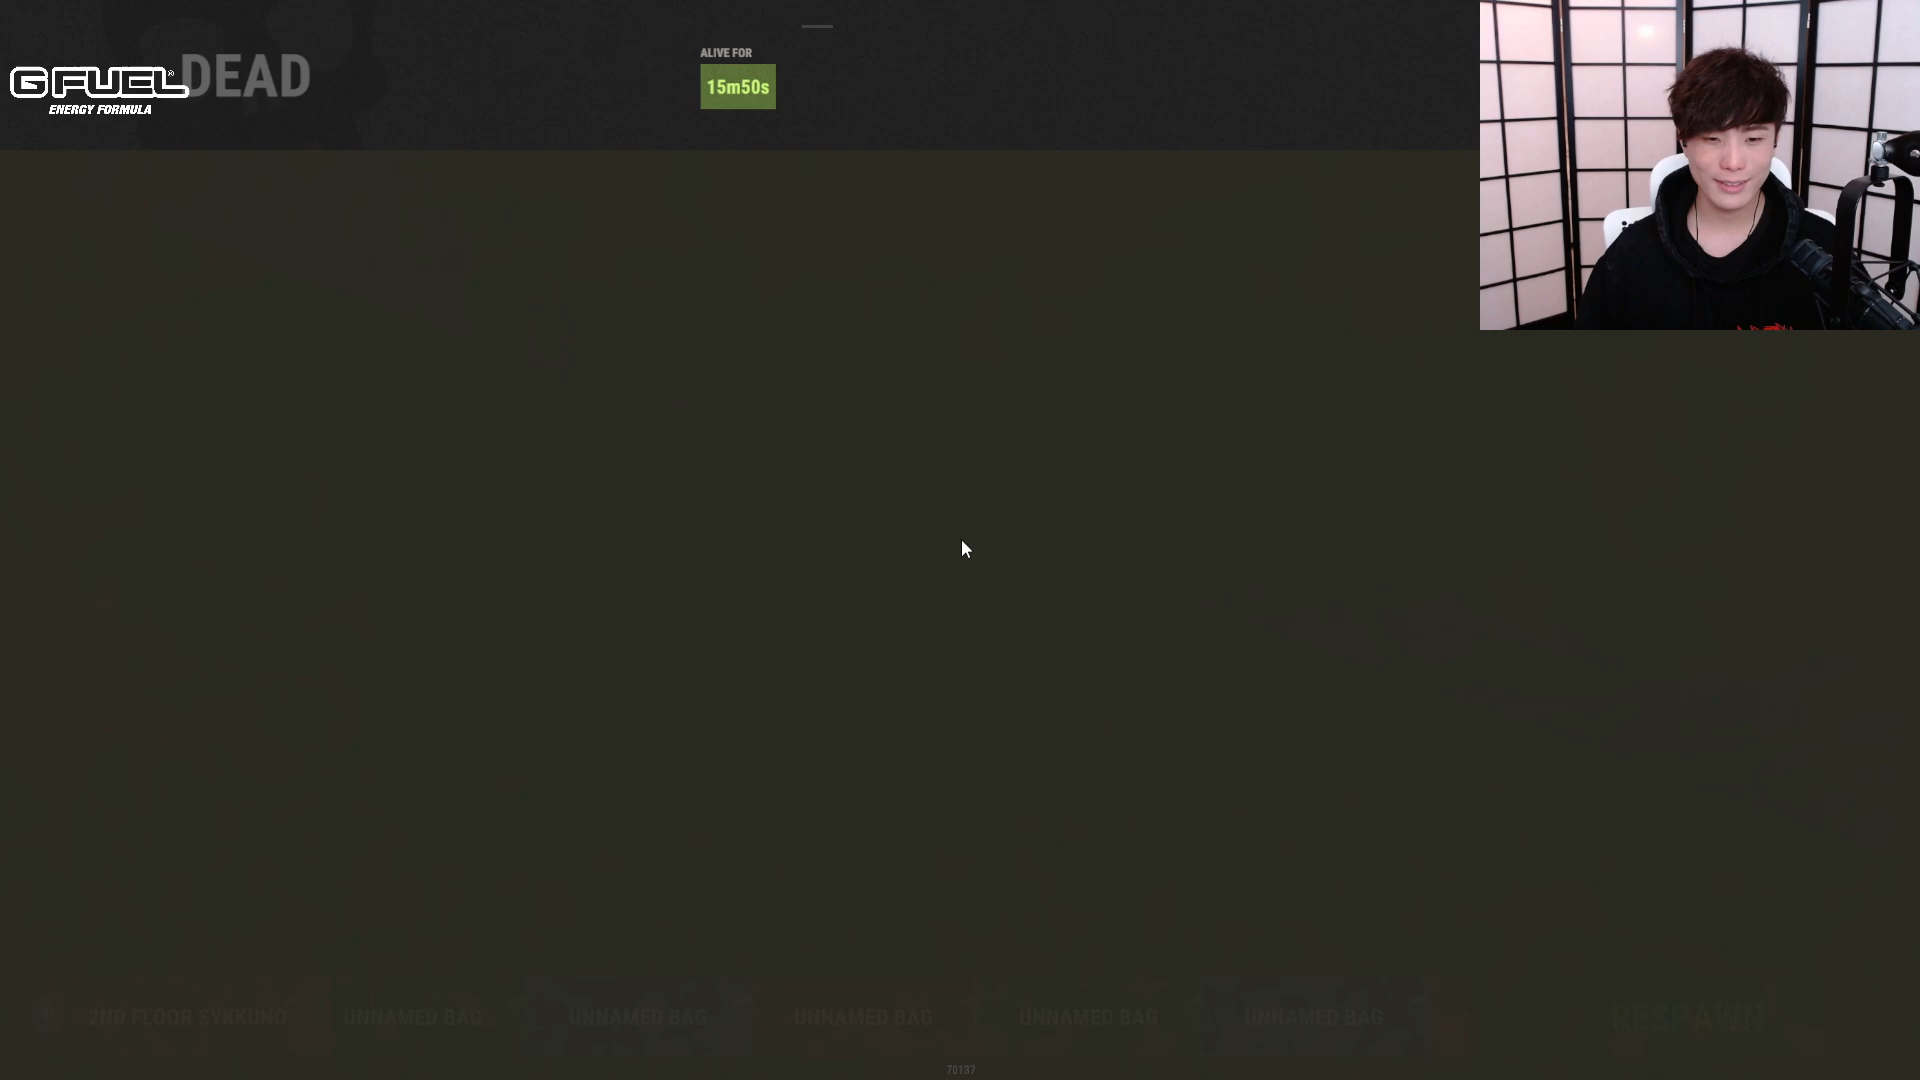 DEAD
GFUEL®
ENERGY FORMULA
ALIVE FOR
15m50s
2ND FLOOR SYKKUNO
UNNAMED BAG
UNNAMED BAG
UNNAMED BAG
UNNAMED BAG
UNNAMED BAG
RESPAWN
70137